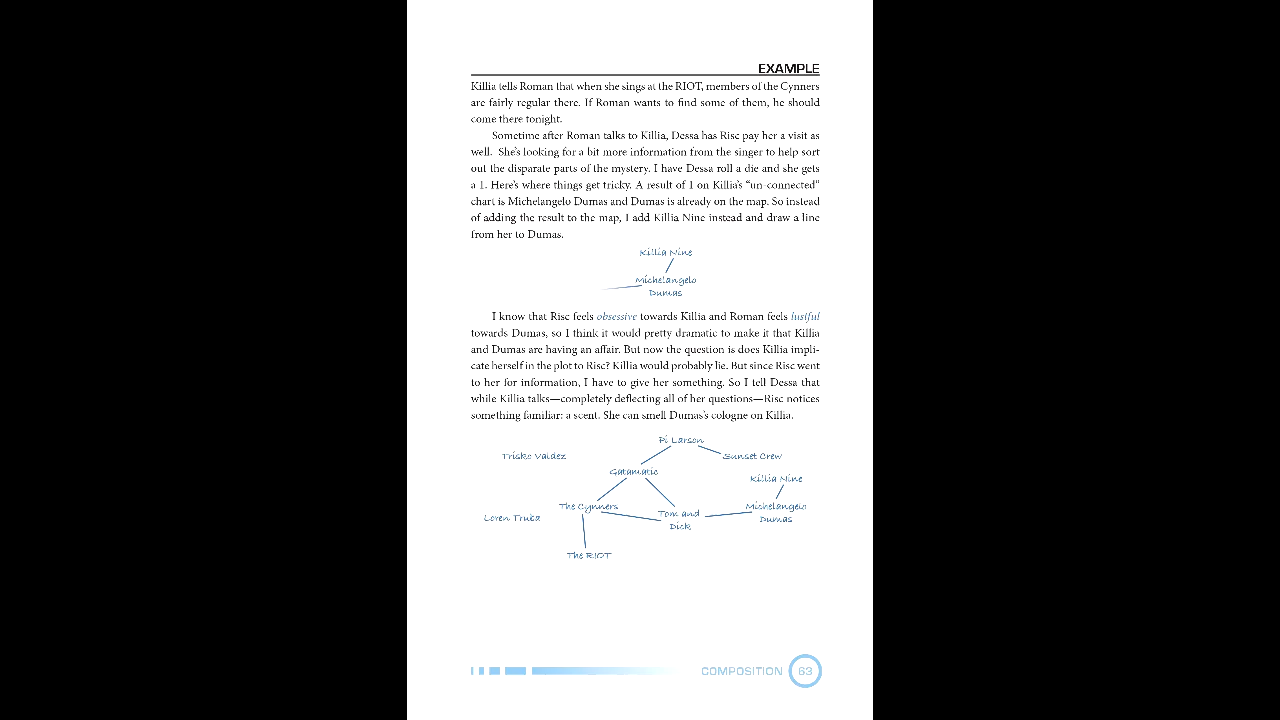 EXAMPLE
Killia tells Roman that when she sings at the RIOT, members of the Cynners
are fairly regular there. If Roman wants to find some of them, he should
come there tonight.
Sometime after Roman talks to Killia, Dessa has Risc pay her a visit as
well.  She's looking for a bit more information from the singer to help sort
out the disparate parts of the mystery. I have Dessa roll a die and she gets
a 1. Here's where things get tricky. A result of 1 on Killia's “un-connected”
chart is Michelangelo Dumas and Dumas is already on the map. So instead
of adding the result to the map, I add Killia Nine instead and draw a line
from her to Dumas.
Killia Nine
Michelangelo
Dumas
I know that Risc feels obsessive towards Killia and Roman feels lustful
towards Dumas, so I think it would pretty dramatic to make it that Killia
and Dumas are having an affair. But now the question is does Killia impli-
cate herself in the plot to Risc? Killia would probably lie. But since Risc went
to her for information, I have to give her something. So I tell Dessa that
while Killia talks—completely deflecting all of her questions—Risc notices
something familiar: a scent. She can smell Dumas's cologne on Killia.
Pi Larson
Trisko Valdez
Sunset Crew
Gatamatic
Killia Nine
The Cynners
Michelangelo
Dumas
Tom and
Dick
Loren Truba
The RIOT
COMPOSITION 63